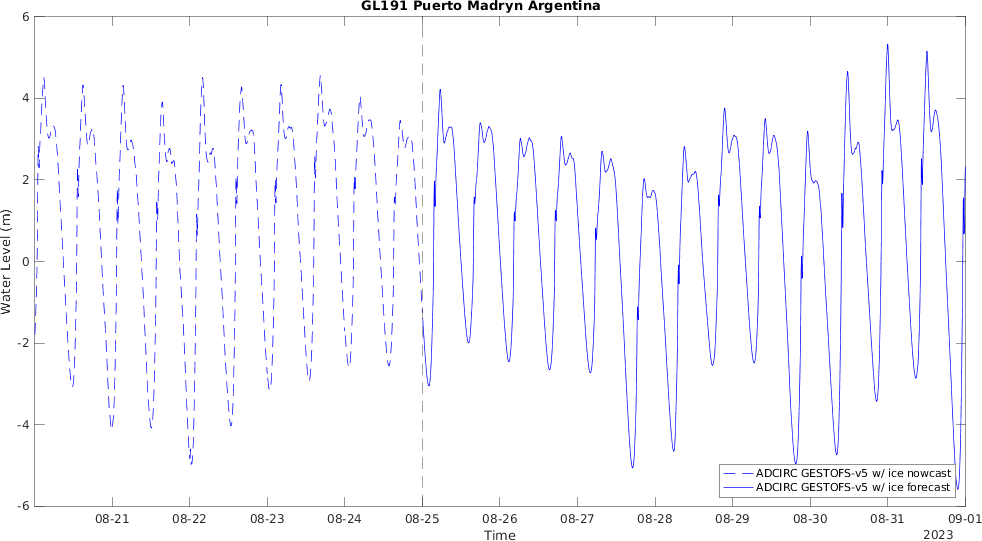 GL191 Puerto Madryn Argentina
Water Level (m)
6
4
2
0
-2
-4
-6
ADCIRC GESTOFS-v5 w/ ice nowcast
ADCIRC GESTOFS-v5 w/ ice forecast
08-21 08-22 08-23 08-24 08-25 08-26 08-27 08-28 08-29 08-30 08-31 09-01
Time
2023